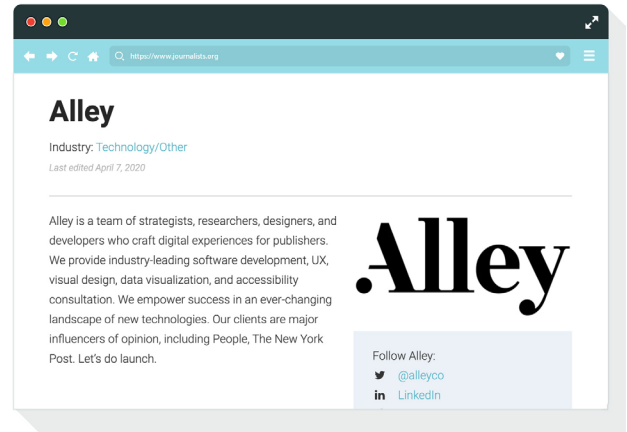 https://www.journalists.org
Alley
Industry: Technology/Other
Last edited April 7, 2020
Alley is a team of strategists, researchers, designers, and
developers who craft digital experiences for publishers.
We provide industry-leading software development, UX,
visual design, data visualization, and accessibility
consultation. We empower success in an ever-changing
landscape of new technologies. Our clients are major
influencers of opinion, including People, The New York
Post. Let's do launch.
Alley
Follow Alley:
@alleyco
in LinkedIn